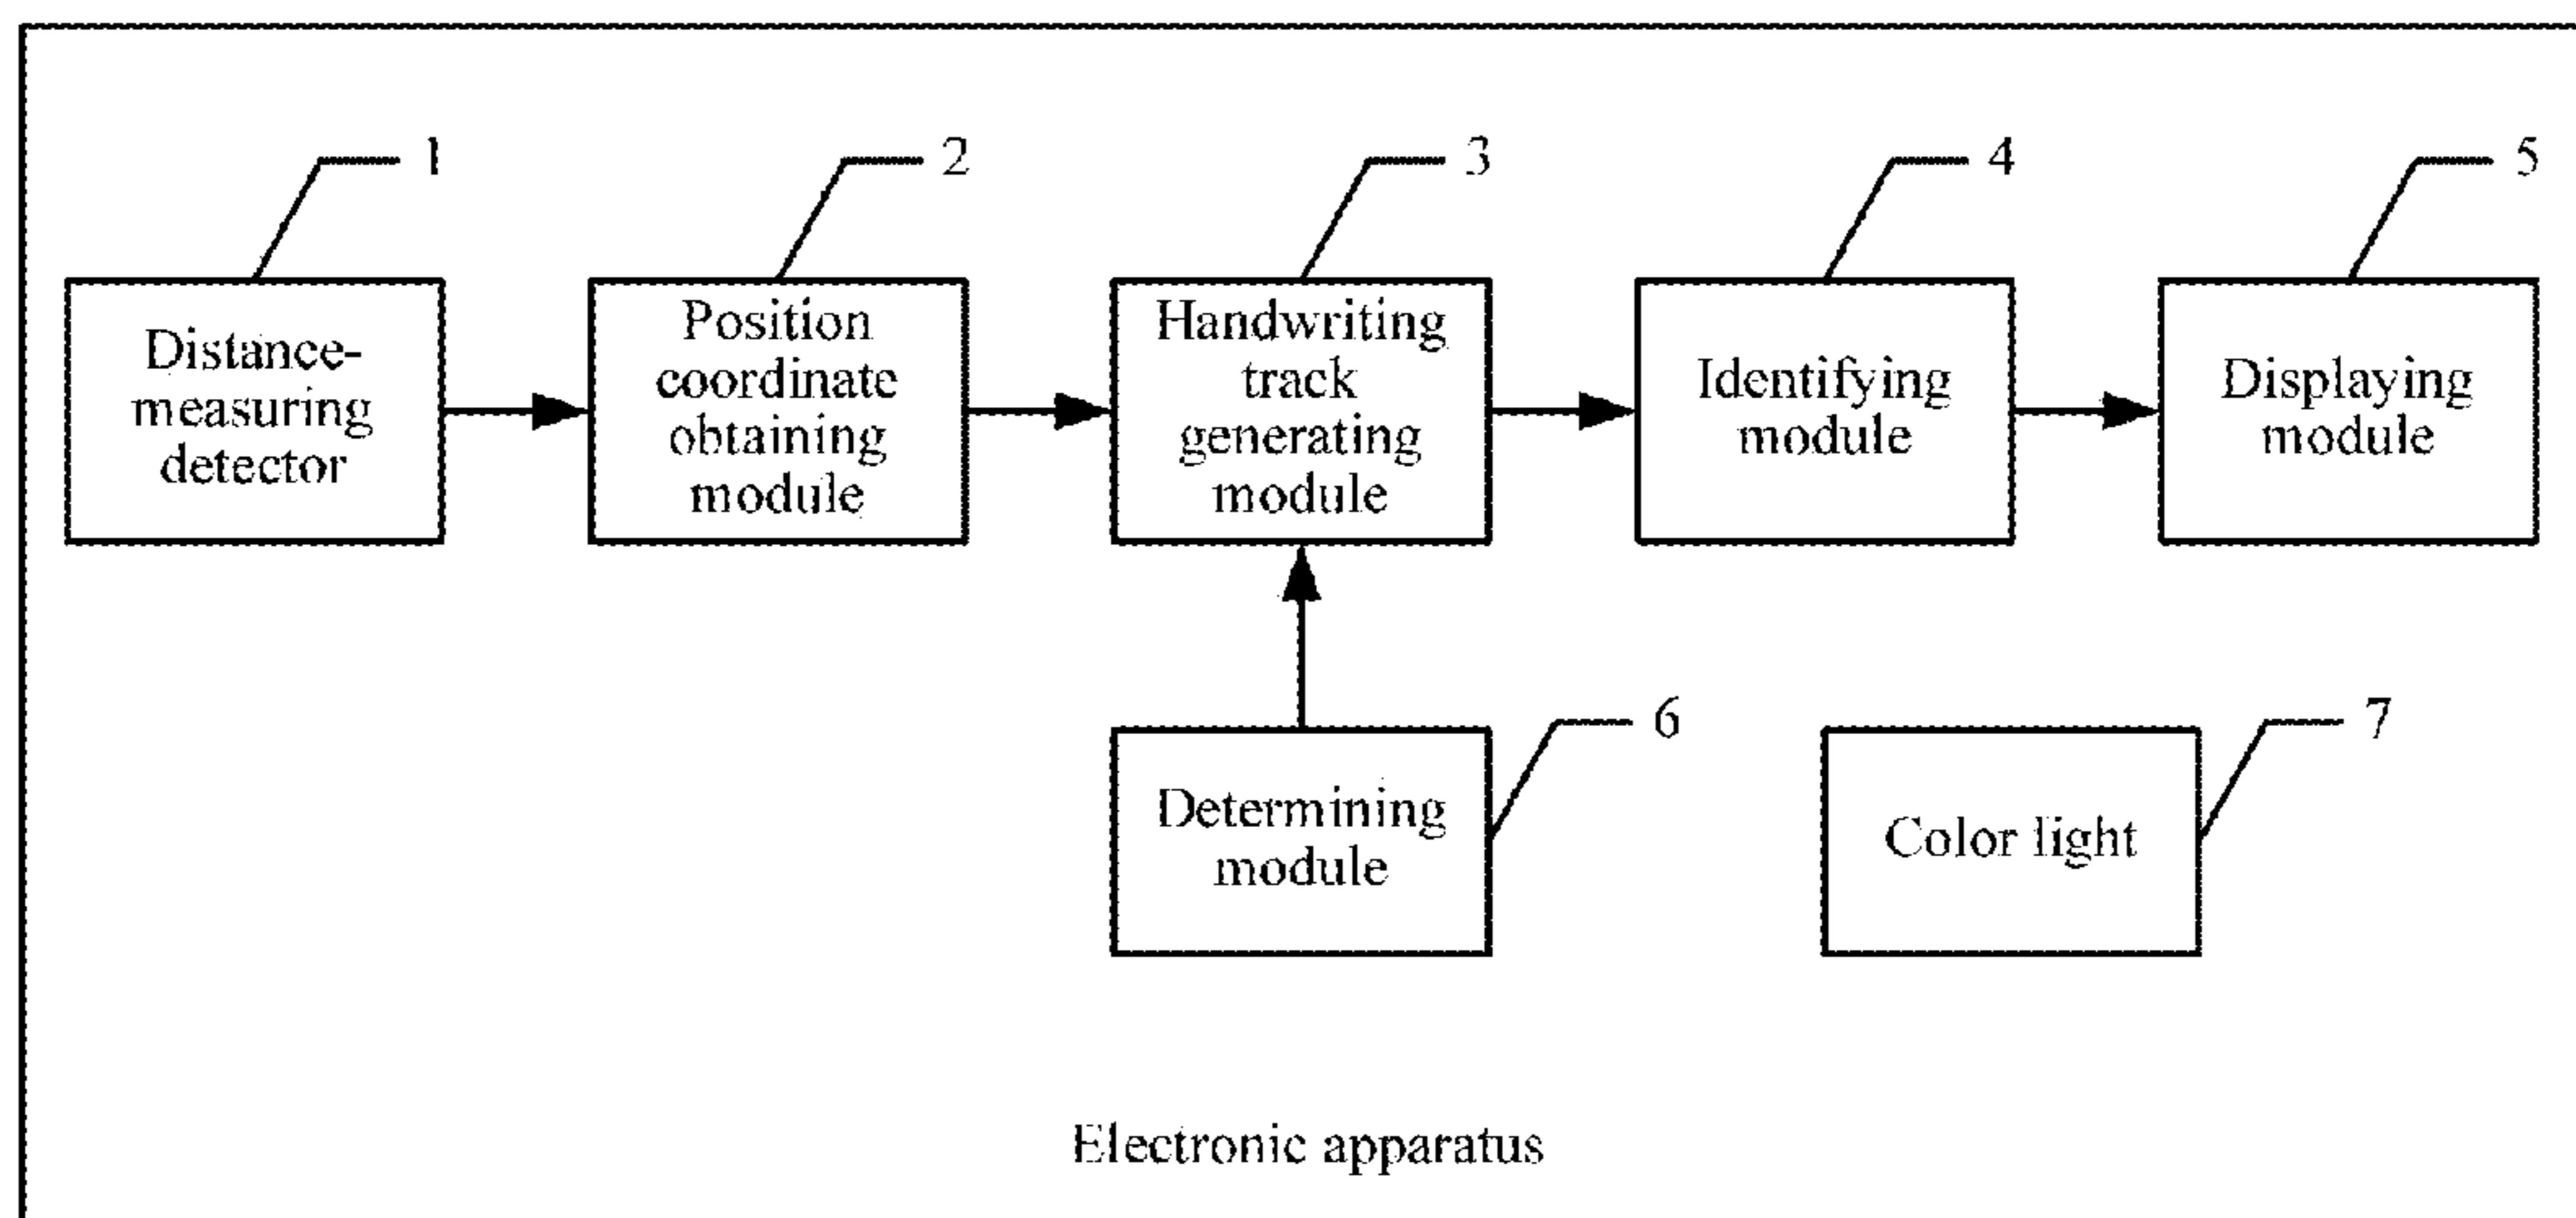 1
2
3
4
5
Distance-
measuring
detector
Position
coordinate
obtaining
module
Handwriting
track
generating
module
Identifying
module
Displaying
module
6
7
Determining
module
Color light
Electronic apparatus